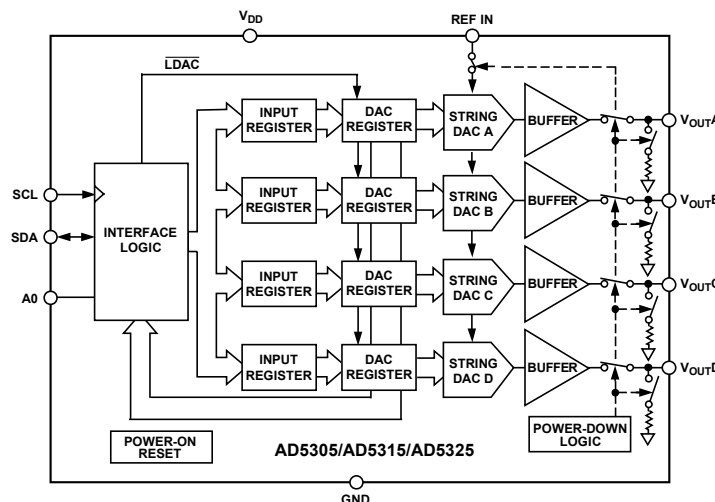 VDD
REF IN
LDAC
INPUT
REGISTER
DAC
REGISTER
STRING
DAC A
BUFFER
VOUTA
INPUT
REGISTER
DAC
REGISTER
STRING
DAC B
BUFFER
VOUTB
SCL
SDA
A0
INTERFACE
LOGIC
INPUT
REGISTER
DAC
REGISTER
STRING
DAC C
BUFFER
VOUTC
INPUT
REGISTER
DAC
REGISTER
STRING
DAC D
BUFFER
VOUTD
POWER-ON
RESET
AD5305/AD5315/AD5325
POWER-DOWN
LOGIC
GND